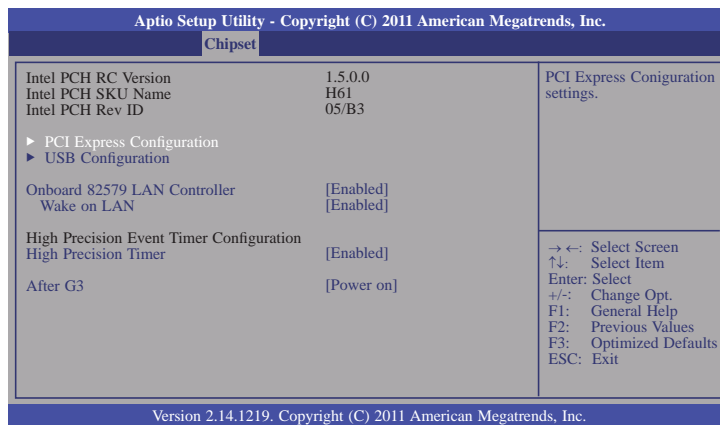 Aptio Setup Utility - Copyright (C) 2011 American Megatrends, Inc.
Chipset
Intel PCH RC Version 1.5.0.0
Intel PCH SKU Name H61
Intel PCH Rev ID 05/B3
▶ PCI Express Configuration
▶ USB Configuration
Onboard 82579 LAN Controller [Enabled]
Wake on LAN [Enabled]
High Precision Event Timer Configuration
High Precision Timer [Enabled]
After G3 [Power on]
PCI Express Coniguration
settings.
→←: Select Screen
↑↓: Select Item
Enter: Select
+/-: Change Opt.
F1: General Help
F2: Previous Values
F3: Optimized Defaults
ESC: Exit
Version 2.14.1219. Copyright (C) 2011 American Megatrends, Inc.